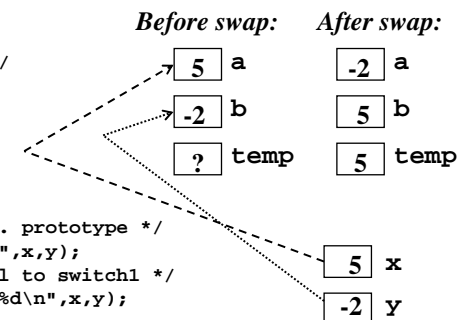 Before swap: After swap:
/
5 a -2 a
-2 b 5 b
? temp 5 temp
. prototype */
",x,y);
5 x
l to switch1 */
%d\n",x,y);
-2 y